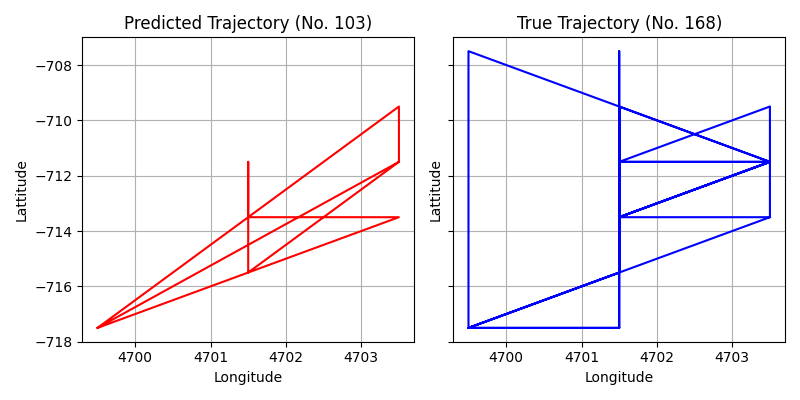 Predicted Trajectory (No. 103)
True Trajectory (No. 168)
Lattitude
−708
−710
−712
−714
−716
−718
4700
4701
4702
4703
Longitude
Lattitude
4700
4701
4702
4703
Longitude